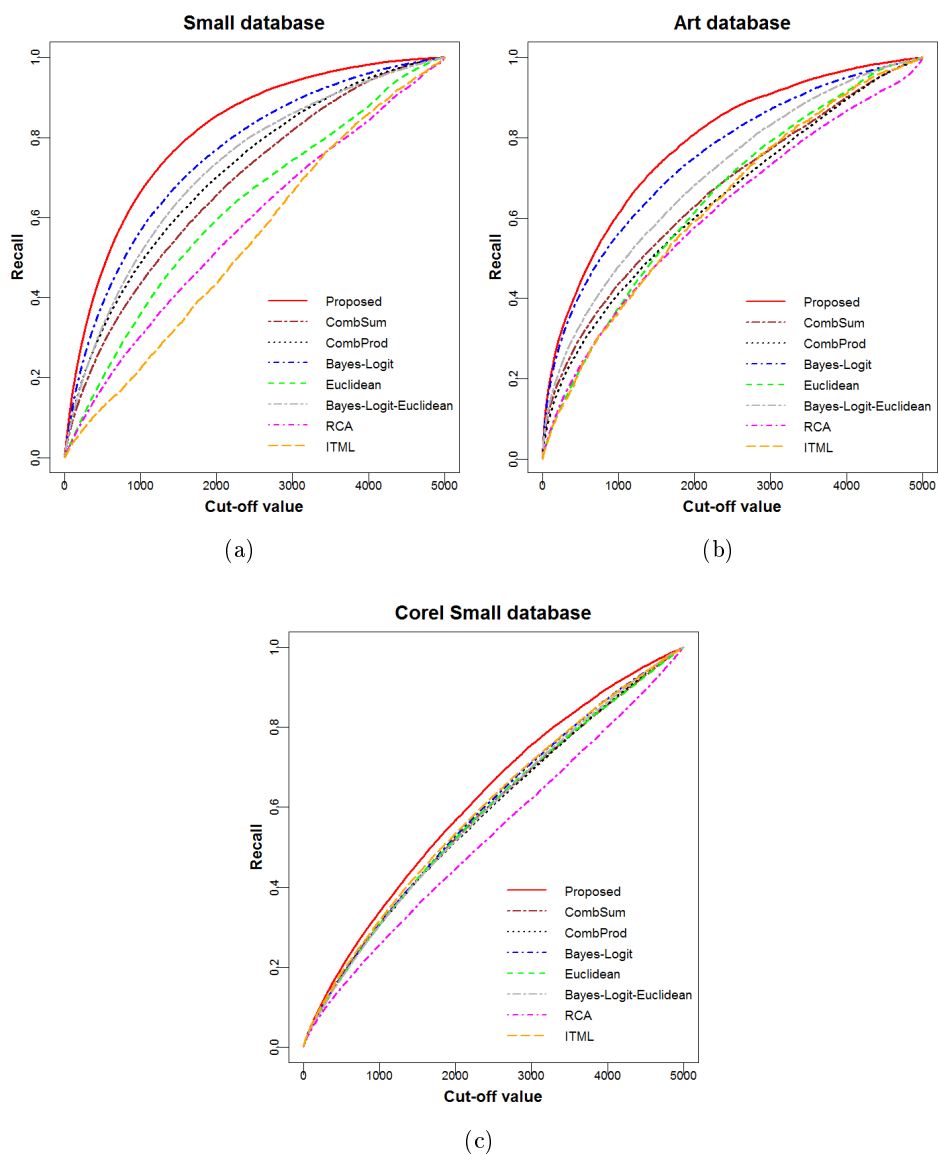 Small database
Recall
1.0
0.8
0.6
0.4
0.2
0.0
Proposed
CombSum
CombProd
Bayes-Logit
Euclidean
Bayes-Logit-Euclidean
RCA
ITML
0 1000 2000 3000 4000 5000
Cut-off value
(a)
Art database
Recall
1.0
0.8
0.6
0.4
0.2
0.0
Proposed
CombSum
CombProd
Bayes-Logit
Euclidean
Bayes-Logit-Euclidean
RCA
ITML
0 1000 2000 3000 4000 5000
Cut-off value
(b)
Corel Small database
Recall
1.0
0.8
0.6
0.4
0.2
0.0
Proposed
CombSum
CombProd
Bayes-Logit
Euclidean
Bayes-Logit-Euclidean
RCA
ITML
0 1000 2000 3000 4000 5000
Cut-off value
(c)